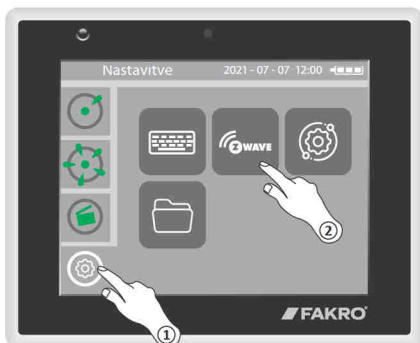 Nastavitve 2021 - 07 - 07 12:00
Z WAVE
2
1
FAKRO